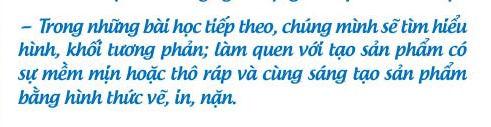 – Trong những bài học tiếp theo, chúng mình sẽ tìm hiểu
hình, khối tương phản; làm quen với tạo sản phẩm có
sự mềm mịn hoặc thô ráp và cùng sáng tạo sản phẩm
bằng hình thức vẽ, in, nặn.